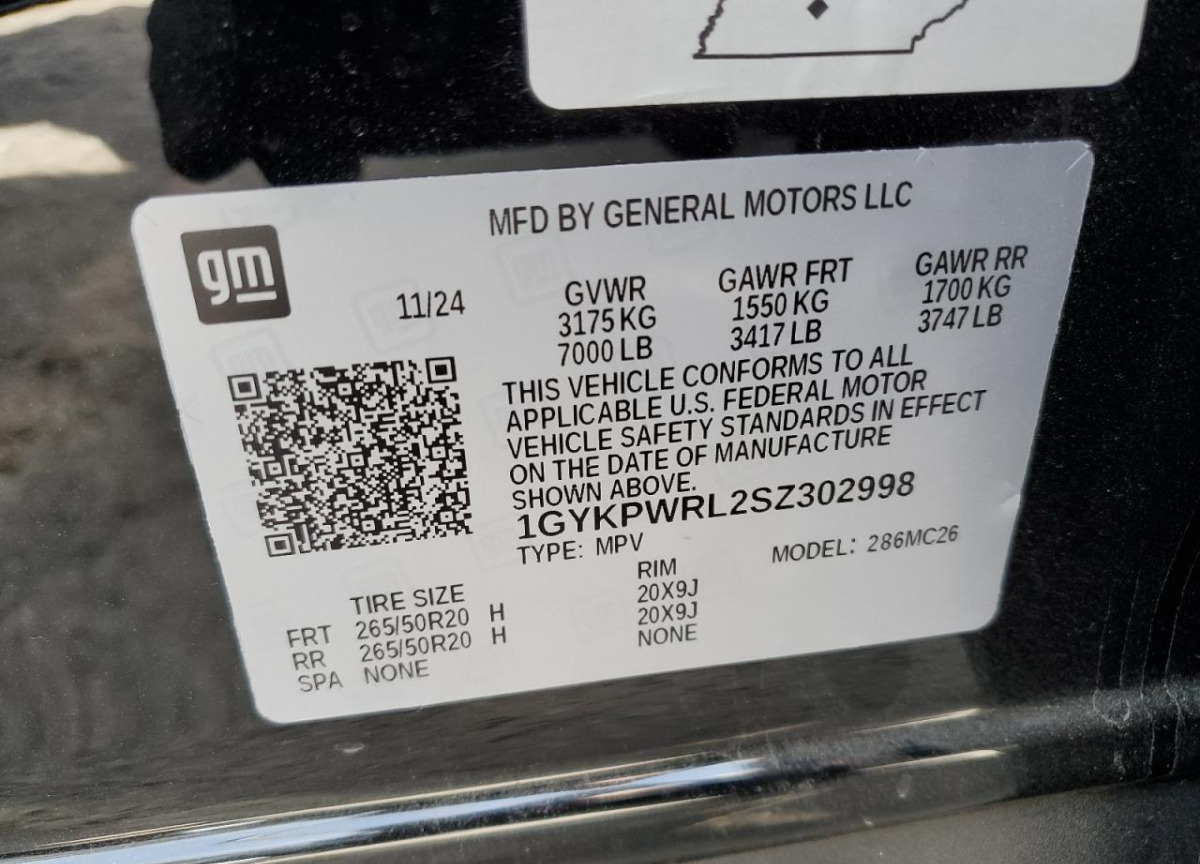 MFD BY GENERAL MOTORS LLC
gm
11/24
GVWR
3175 KG
7000 LB
GAWR FRT
1550 KG
3417 LB
GAWR RR
1700 KG
3747 LB
THIS VEHICLE CONFORMS TO ALL
APPLICABLE U.S. FEDERAL MOTOR
VEHICLE SAFETY STANDARDS IN EFFECT
ON THE DATE OF MANUFACTURE
SHOWN ABOVE.
1GYKPWRL2SZ302998
TYPE: MPV
MODEL: 286MC26
TIRE SIZE
RIM
FRT 265/50R20 H 20X9J
RR 265/50R20 H 20X9J
SPA NONE NONE